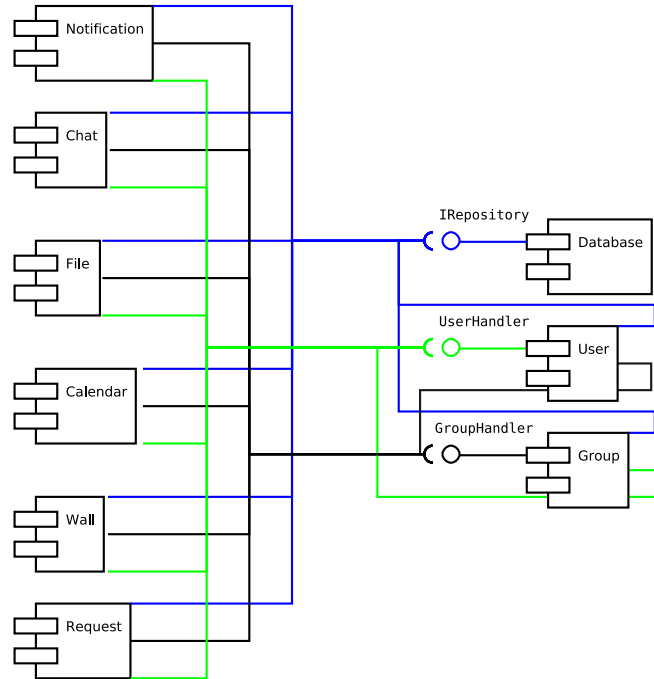 Notification
Chat
File
Calendar
Wall
Request
IRepository
Database
UserHandler
User
GroupHandler
Group